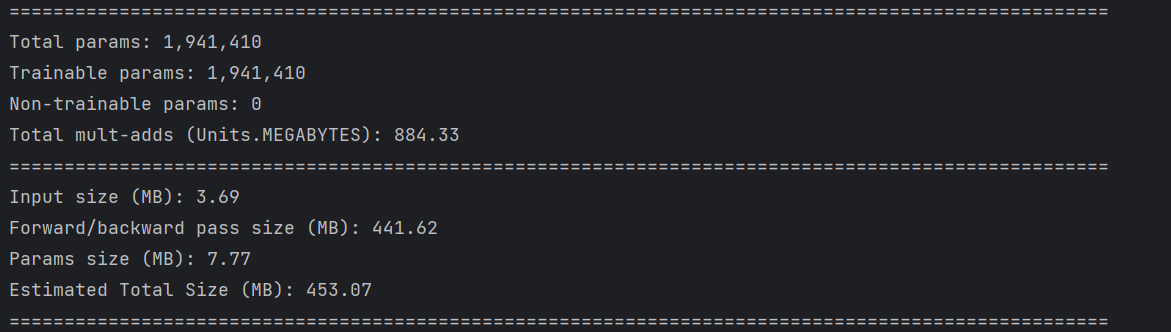 ====================================================================================================
Total params: 1,941,410
Trainable params: 1,941,410
Non-trainable params: 0
Total mult-adds (Units.MEGABYTES): 884.33
====================================================================================================
Input size (MB): 3.69
Forward/backward pass size (MB): 441.62
Params size (MB): 7.77
Estimated Total Size (MB): 453.07
====================================================================================================